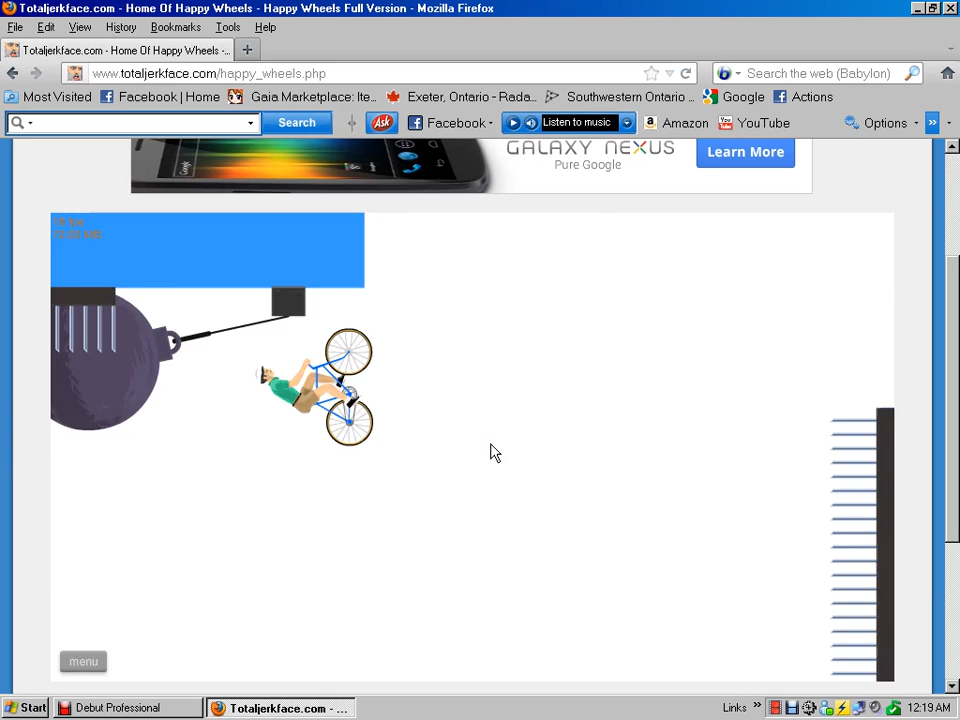 Totaljerkface.com - Home Of Happy Wheels - Happy Wheels Full Version - Mozilla Firefox
File Edit View History Bookmarks Tools Help
Totaljerkface.com - Home Of Happy Wheels -...
www.totaljerkface.com/happy_wheels.php
Search the web (Babylon)
Most Visited Facebook | Home Gaia Marketplace: Ite... Exeter, Ontario - Rada... Southwestern Ontario ... Google Actions
Search Ask Facebook Listen to music Amazon YouTube Options »
GALAXY NEXUS
Pure Google
Learn More
menu
Start Debut Professional Totaljerkface.com - ... Links » 12:19 AM